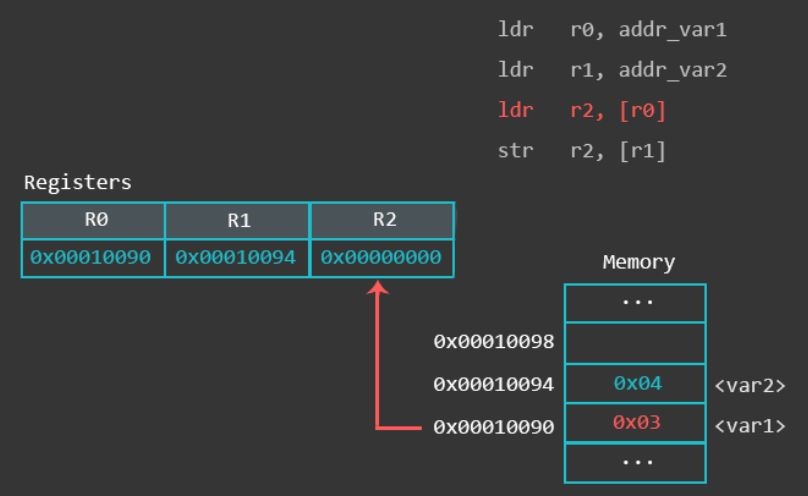 ldr r0, addr_var1
ldr r1, addr_var2
ldr r2, [r0]
str r2, [r1]
Registers
R0 R1 R2
0x00010090 0x00010094 0x00000000
Memory
...
0x00010098
0x00010094 0x04 <var2>
0x00010090 0x03 <var1>
...